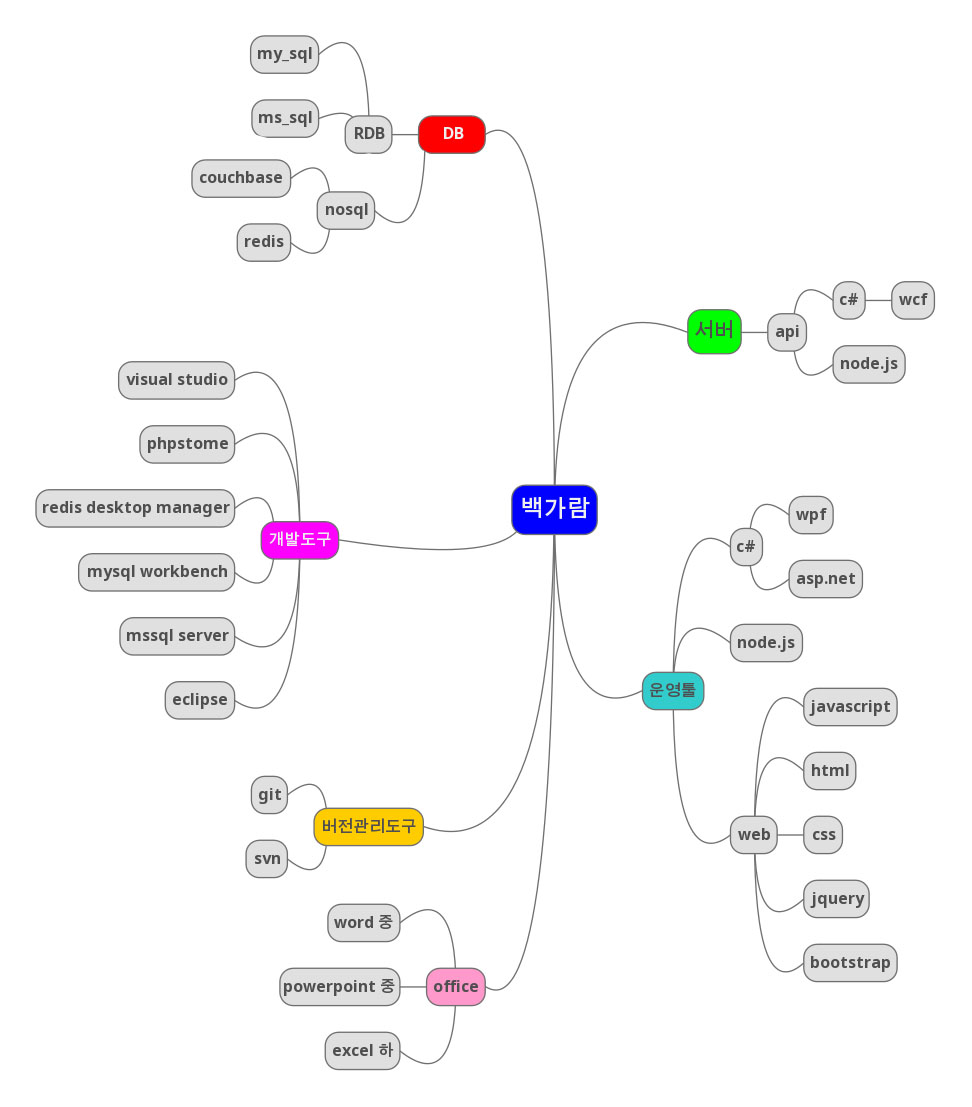 백가람
DB
RDB
my_sql
ms_sql
nosql
couchbase
redis
서버
api
c#
wcf
node.js
개발도구
visual studio
phpstome
redis desktop manager
mysql workbench
mssql server
eclipse
운영툴
c#
wpf
asp.net
node.js
web
javascript
html
css
jquery
bootstrap
버전관리도구
git
svn
office
word 중
powerpoint 중
excel 하